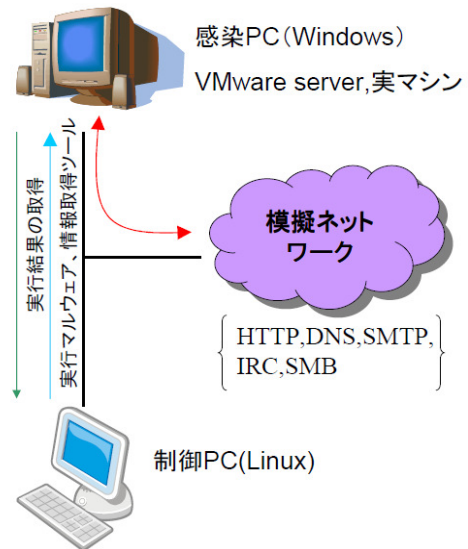 感染PC(Windows)
VMware server,実マシン
実行結果の取得
実行マルウェア、情報取得ツール
模擬ネット
ワーク
HTTP,DNS,SMTP,
IRC,SMB
制御PC(Linux)